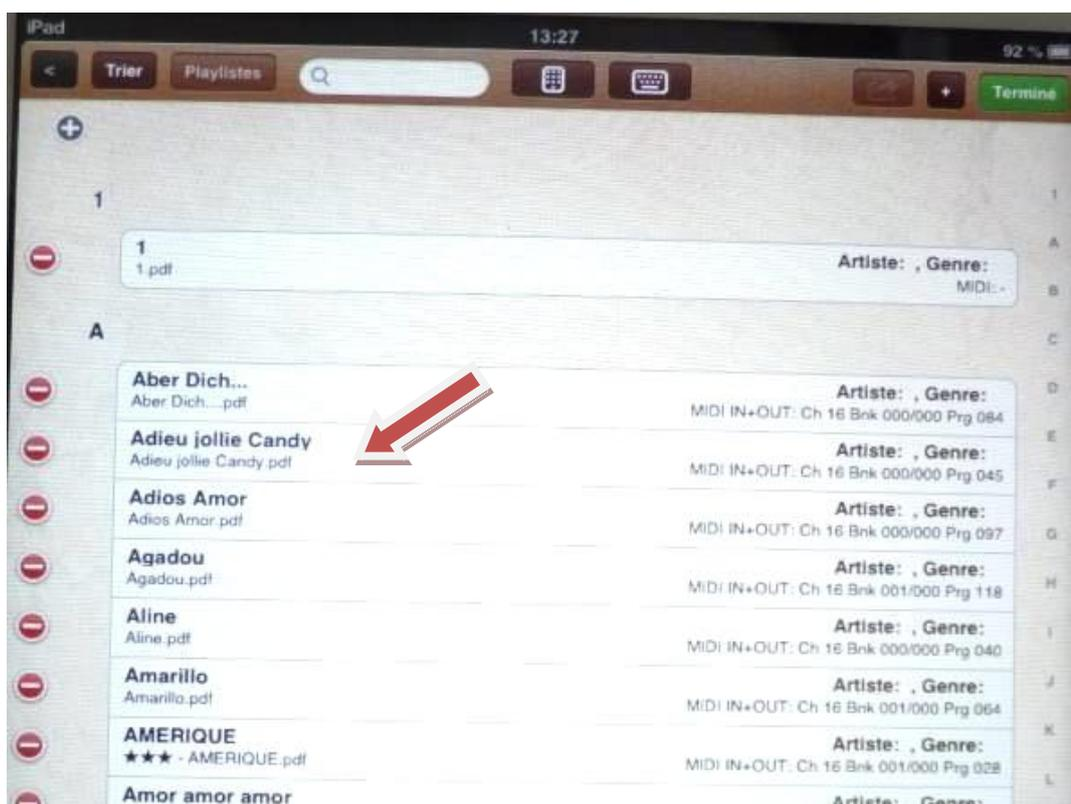 iPad 13:27 92 %
< Trier Playlistes + Terminé
1
1
1.pdf
Artiste: , Genre:
MIDI: -
A
Aber Dich...
Aber Dich....pdf
Artiste: , Genre:
MIDI IN+OUT: Ch 16 Bnk 000/000 Prg 084
Adieu jollie Candy
Adieu jollie Candy.pdf
Artiste: , Genre:
MIDI IN+OUT: Ch 16 Bnk 000/000 Prg 045
Adios Amor
Adios Amor.pdf
Artiste: , Genre:
MIDI IN+OUT: Ch 16 Bnk 000/000 Prg 097
Agadou
Agadou.pdf
Artiste: , Genre:
MIDI IN+OUT: Ch 16 Bnk 001/000 Prg 118
Aline
Aline.pdf
Artiste: , Genre:
MIDI IN+OUT: Ch 16 Bnk 000/000 Prg 040
Amarillo
Amarillo.pdf
Artiste: , Genre:
MIDI IN+OUT: Ch 16 Bnk 001/000 Prg 064
AMERIQUE
★★★ - AMERIQUE.pdf
Artiste: , Genre:
MIDI IN+OUT: Ch 16 Bnk 001/000 Prg 028
Amor amor amor
Artiste: , Genre:
1
A
B
C
D
E
F
G
H
I
J
K
L